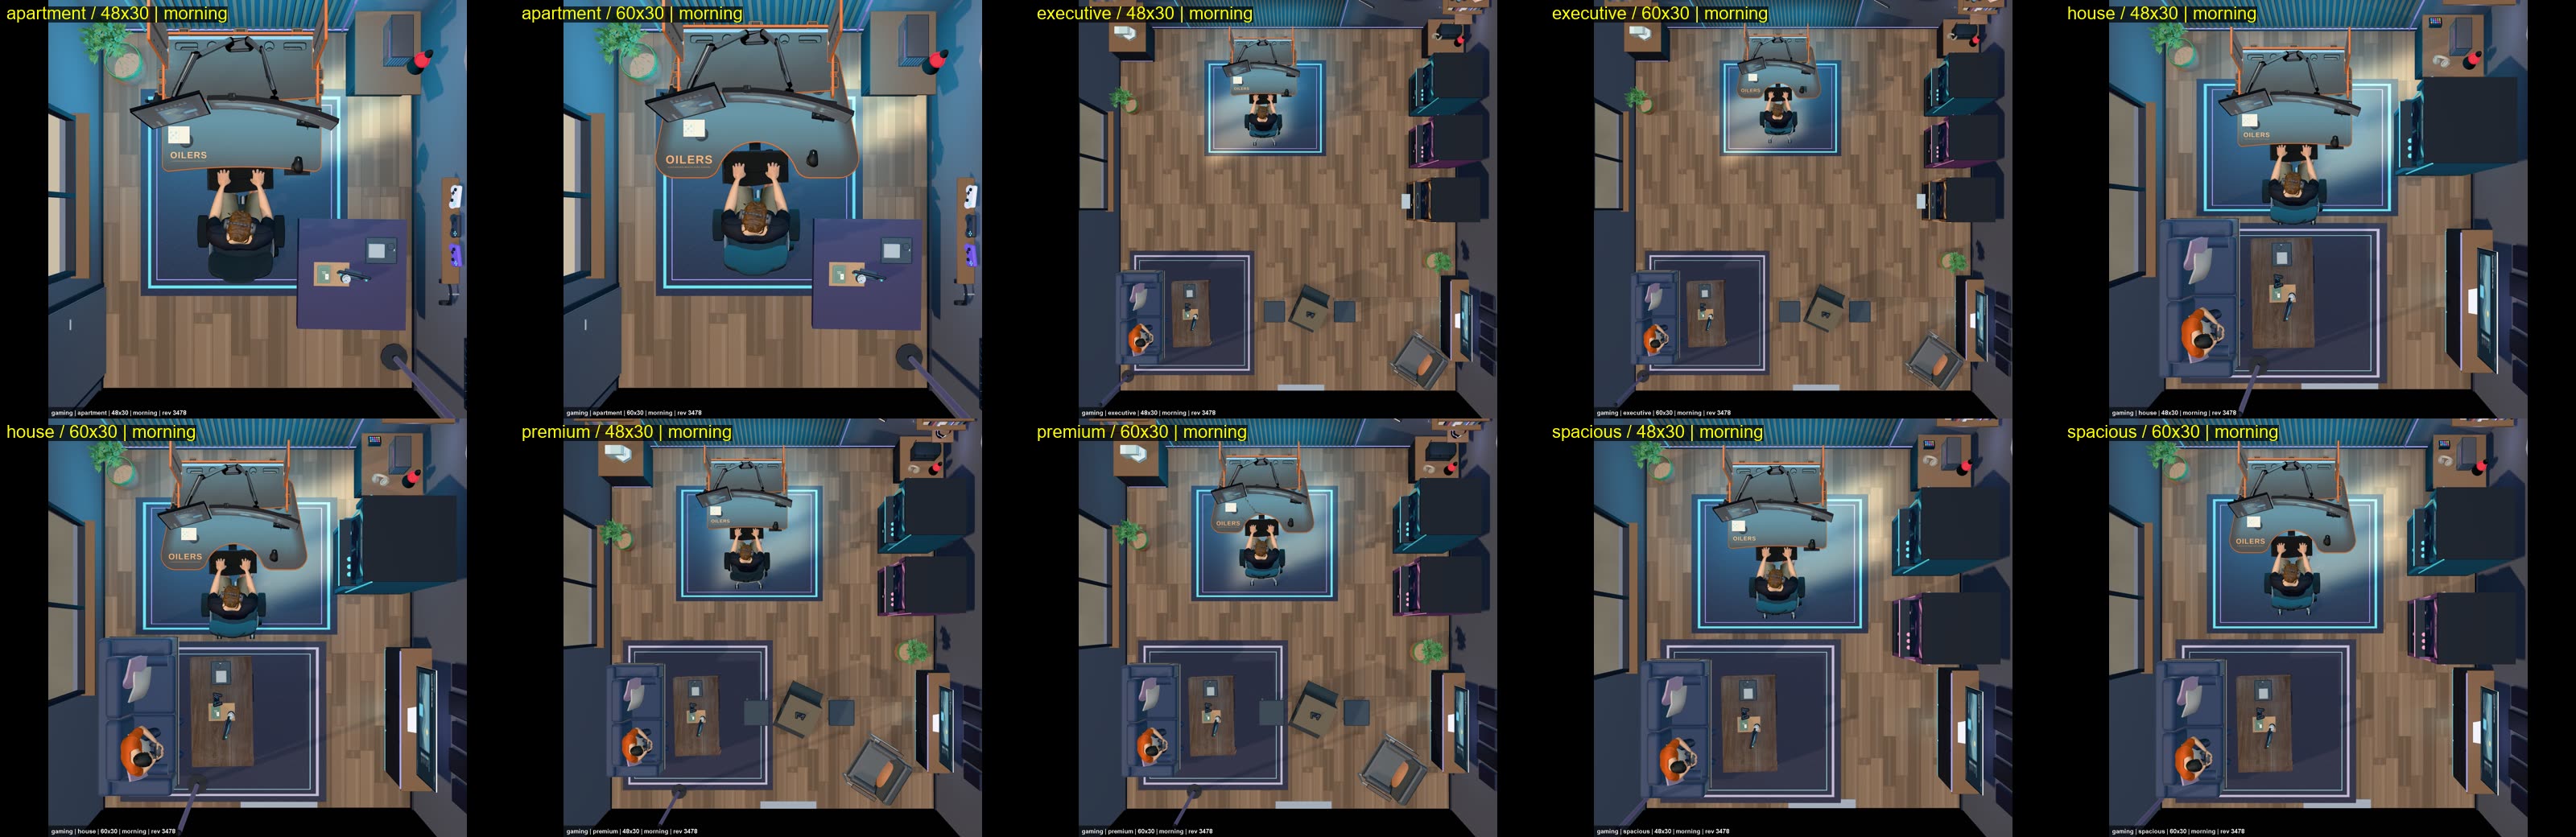 apartment / 48x30 | morning
apartment / 60x30 | morning
executive / 48x30 | morning
executive / 60x30 | morning
house / 48x30 | morning
OILERS
OILERS
OILERS
OILERS
OILERS
gaming | apartment | 48x30 | morning | rev 3478
gaming | apartment | 60x30 | morning | rev 3478
gaming | executive | 48x30 | morning | rev 3478
gaming | executive | 60x30 | morning | rev 3478
gaming | house | 48x30 | morning | rev 3478
house / 60x30 | morning
premium / 48x30 | morning
premium / 60x30 | morning
spacious / 48x30 | morning
spacious / 60x30 | morning
OILERS
OILERS
OILERS
OILERS
OILERS
gaming | house | 60x30 | morning | rev 3478
gaming | premium | 48x30 | morning | rev 3478
gaming | premium | 60x30 | morning | rev 3478
gaming | spacious | 48x30 | morning | rev 3478
gaming | spacious | 60x30 | morning | rev 3478